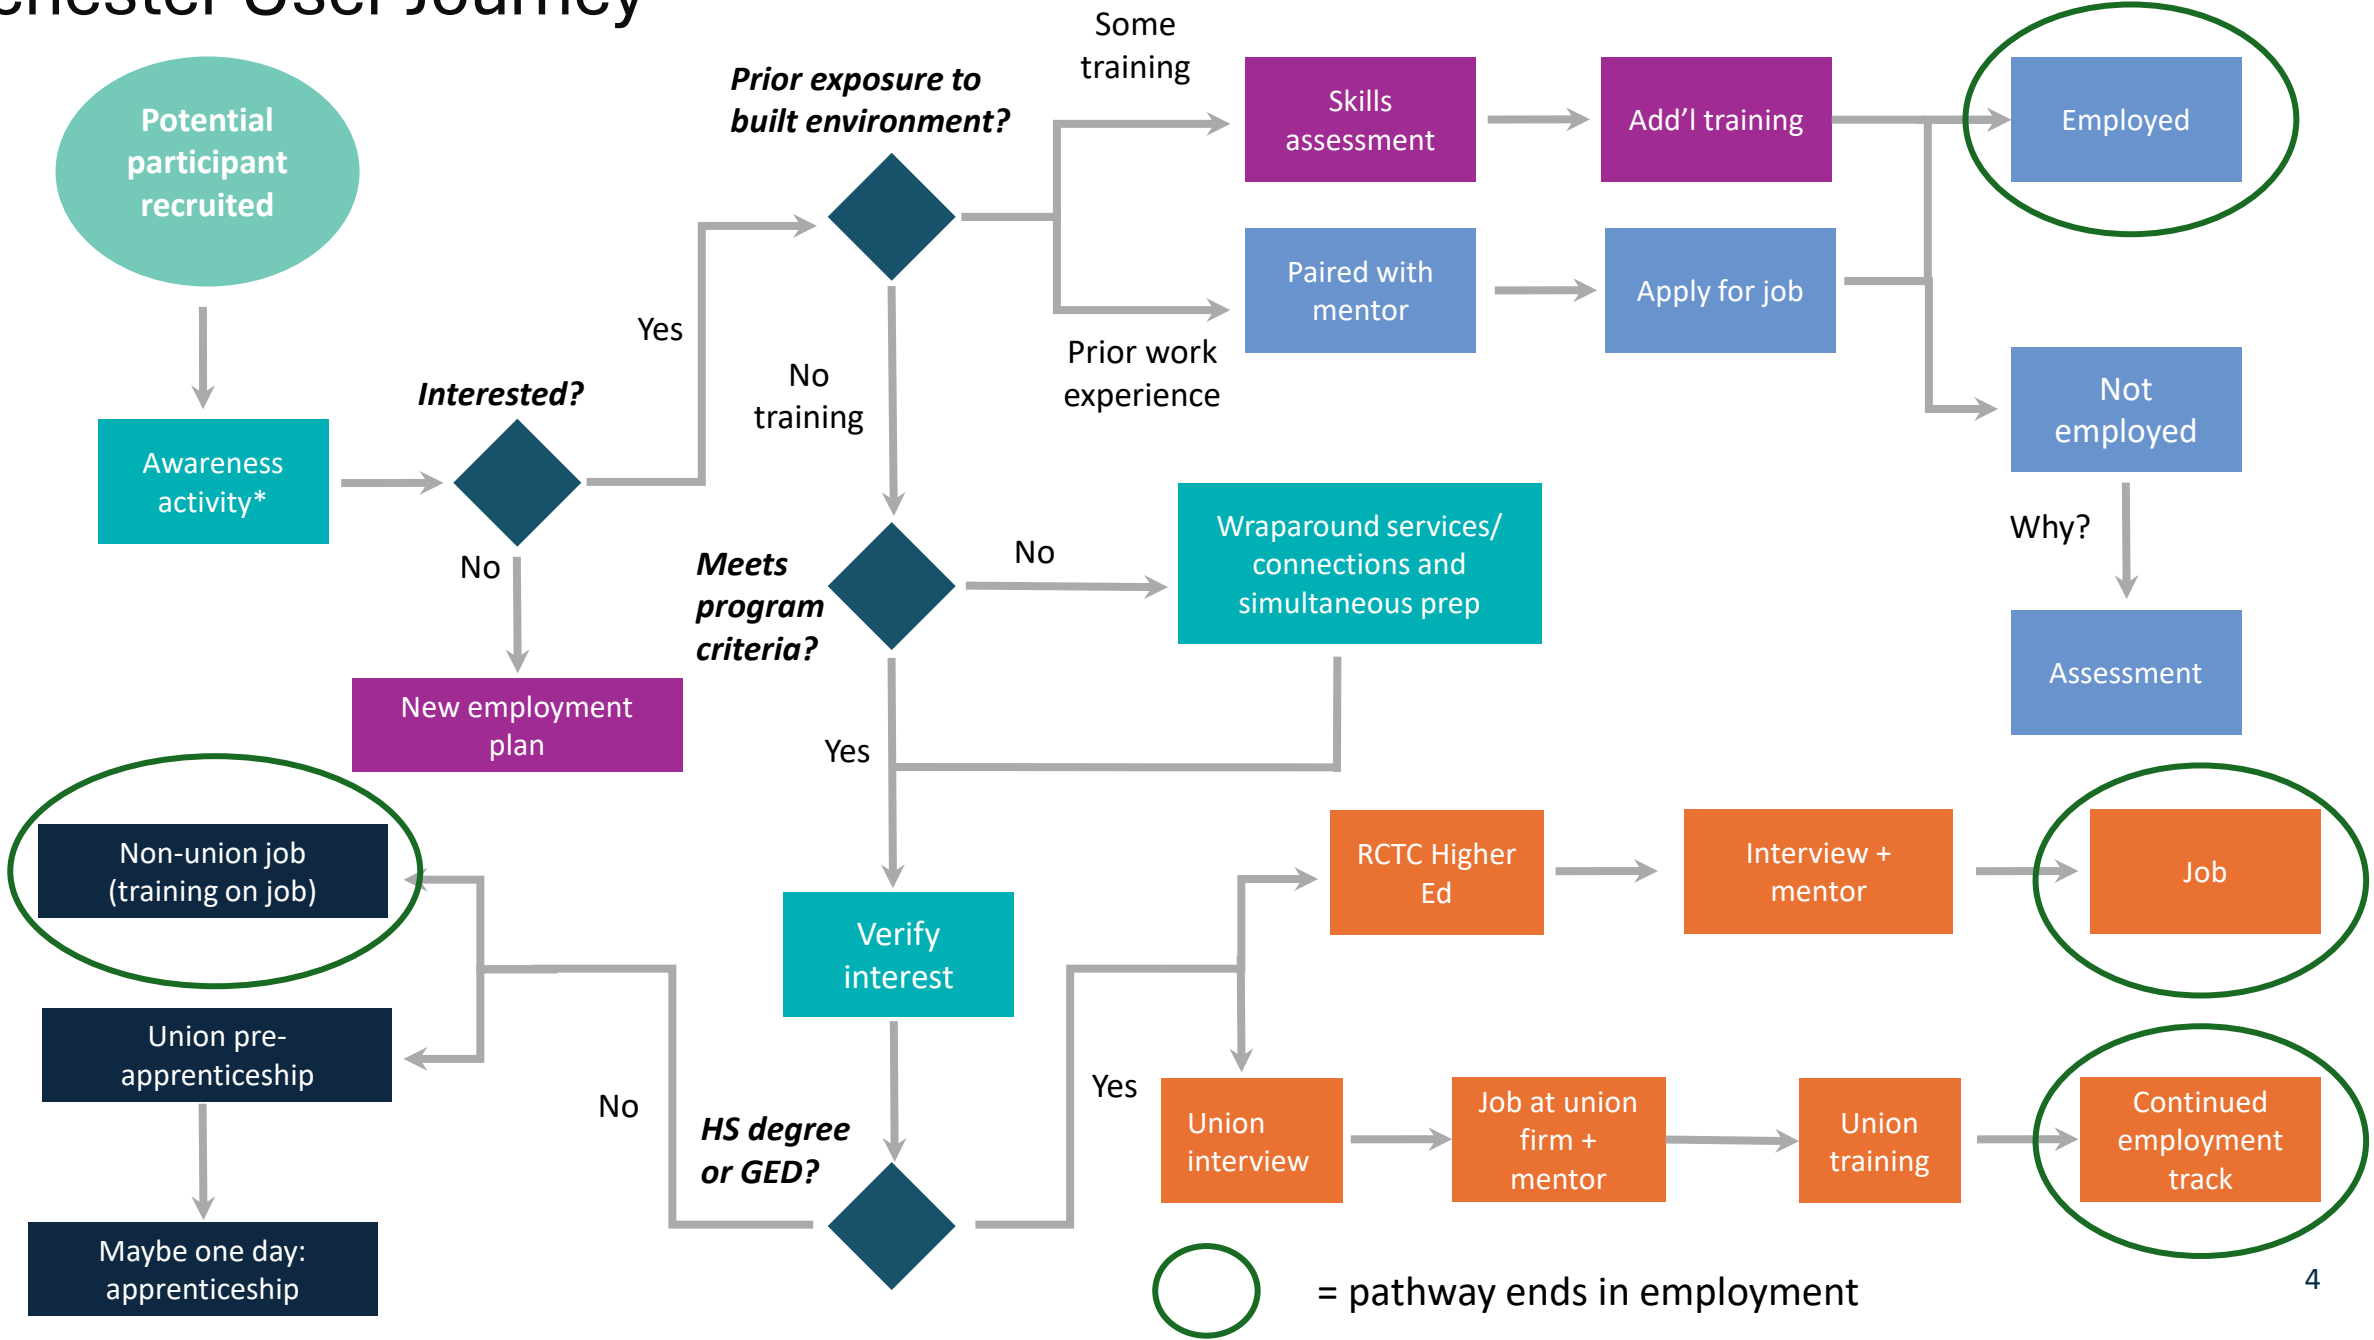 User Journey
Potential
participant
recruited
Awareness
activity*
Interested?
Yes
No
New employment
plan
Prior exposure to
built environment?
Some
training
Skills
assessment
Add'l training
Employed
Prior work
experience
Paired with
mentor
Apply for job
Not
employed
Why?
Assessment
No
training
Meets
program
criteria?
No
Wraparound services/
connections and
simultaneous prep
Yes
Verify
interest
HS degree
or GED?
No
Non-union job
(training on job)
Union pre-
apprenticeship
Maybe one day:
apprenticeship
Yes
RCTC Higher
Ed
Interview +
mentor
Job
Union
interview
Job at union
firm +
mentor
Union
training
Continued
employment
track
= pathway ends in employment
4